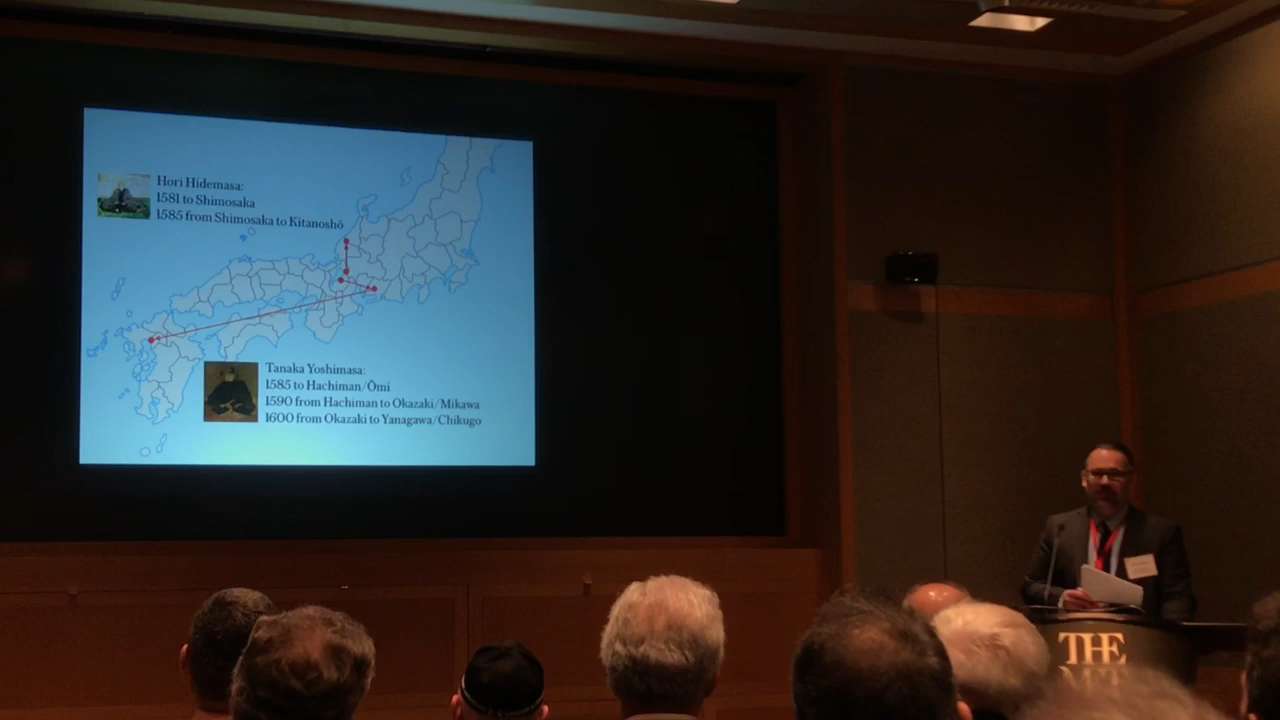 Hori Hidemasa:
1581 to Shimosaka
1585 from Shimosaka to Kitanoshō
Tanaka Yoshimasa:
1585 to Hachiman/Ōmi
1590 from Hachiman to Okazaki/Mikawa
1600 from Okazaki to Yanagawa/Chikugo
THE